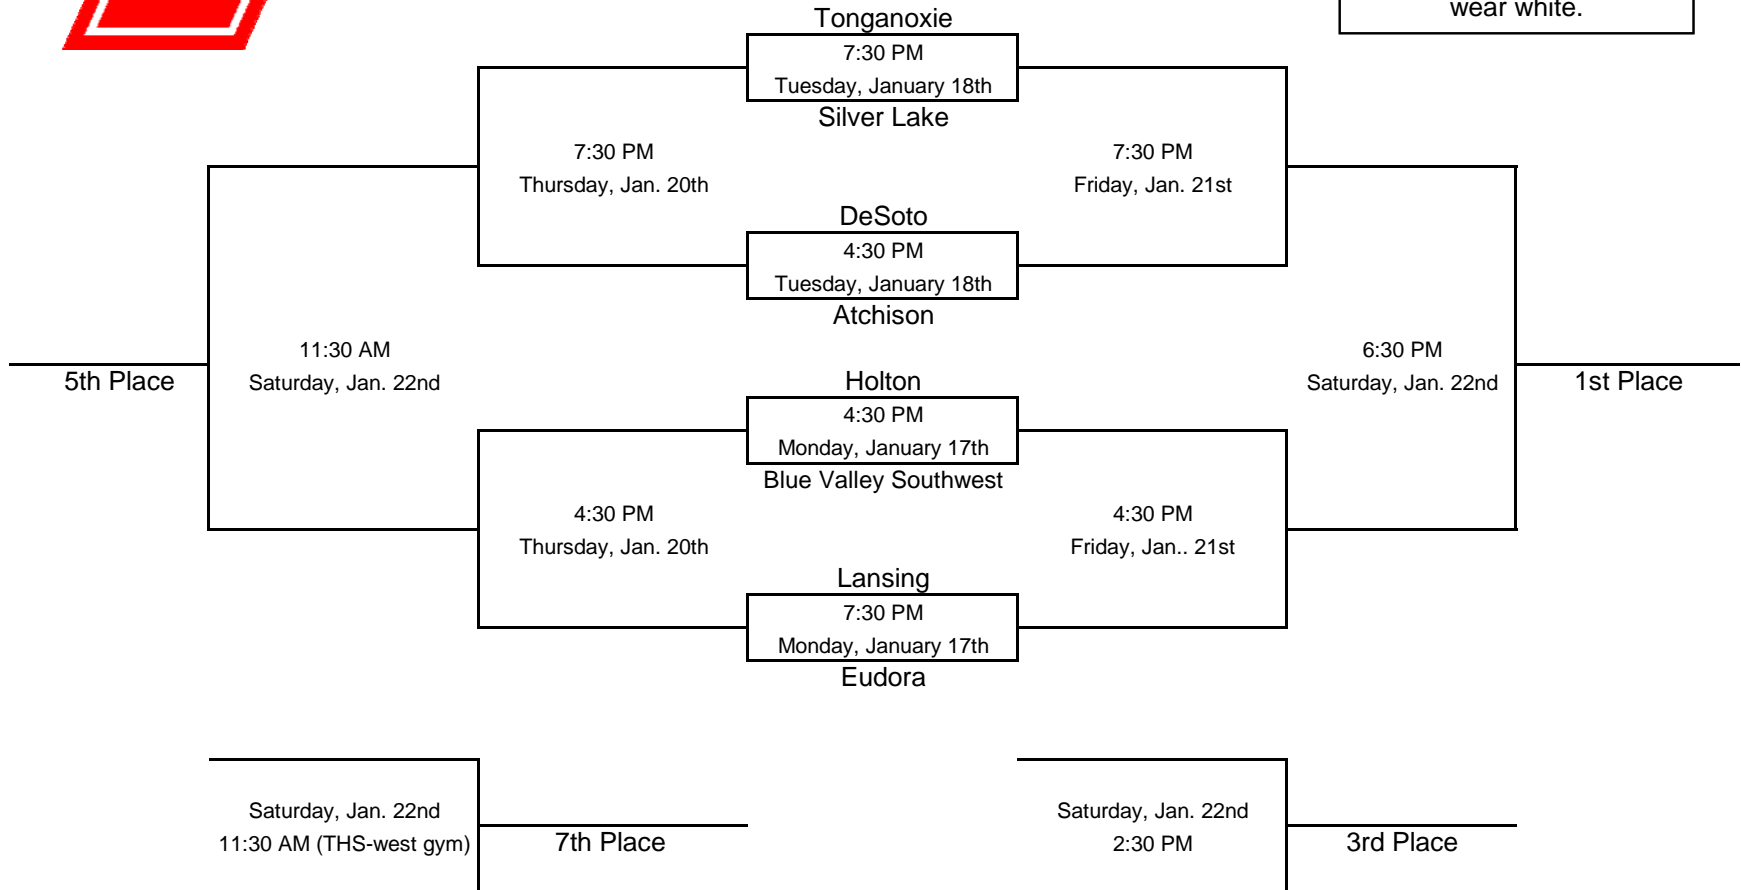 wear white.
Tonganoxie
7:30 PM
Tuesday, January 18th
Silver Lake
7:30 PM
Thursday, Jan. 20th
7:30 PM
Friday, Jan. 21st
DeSoto
4:30 PM
Tuesday, January 18th
Atchison
11:30 AM
Saturday, Jan. 22nd
5th Place
6:30 PM
Saturday, Jan. 22nd
1st Place
Holton
4:30 PM
Monday, January 17th
Blue Valley Southwest
4:30 PM
Thursday, Jan. 20th
4:30 PM
Friday, Jan.. 21st
Lansing
7:30 PM
Monday, January 17th
Eudora
Saturday, Jan. 22nd
11:30 AM (THS-west gym)
7th Place
Saturday, Jan. 22nd
2:30 PM
3rd Place